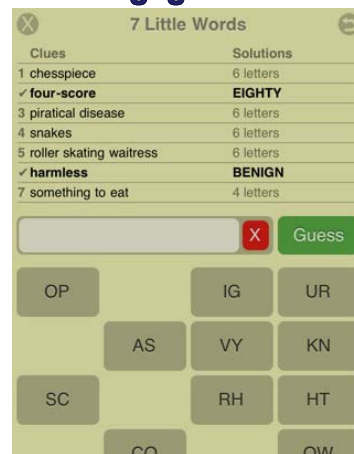 7 Little Words
Clues Solutions
1 chesspiece 6 letters
✓ four-score EIGHTY
3 piratical disease 6 letters
4 snakes 6 letters
5 roller skating waitress 6 letters
✓ harmless BENIGN
7 something to eat 4 letters
X Guess
OP IG UR
AS VY KN
SC RH HT
CO OW